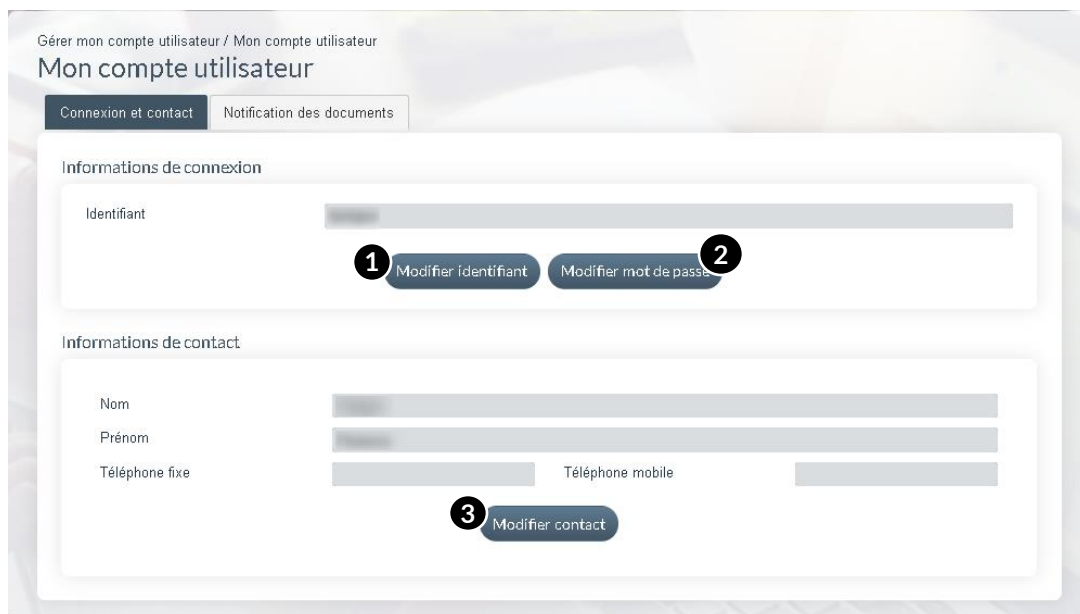 Gérer mon compte utilisateur / Mon compte utilisateur
Mon compte utilisateur
Connexion et contact Notification des documents
Informations de connexion
Identifiant
1 Modifier identifiant Modifier mot de passe 2
Informations de contact
Nom
Prénom
Téléphone fixe Téléphone mobile
3 Modifier contact